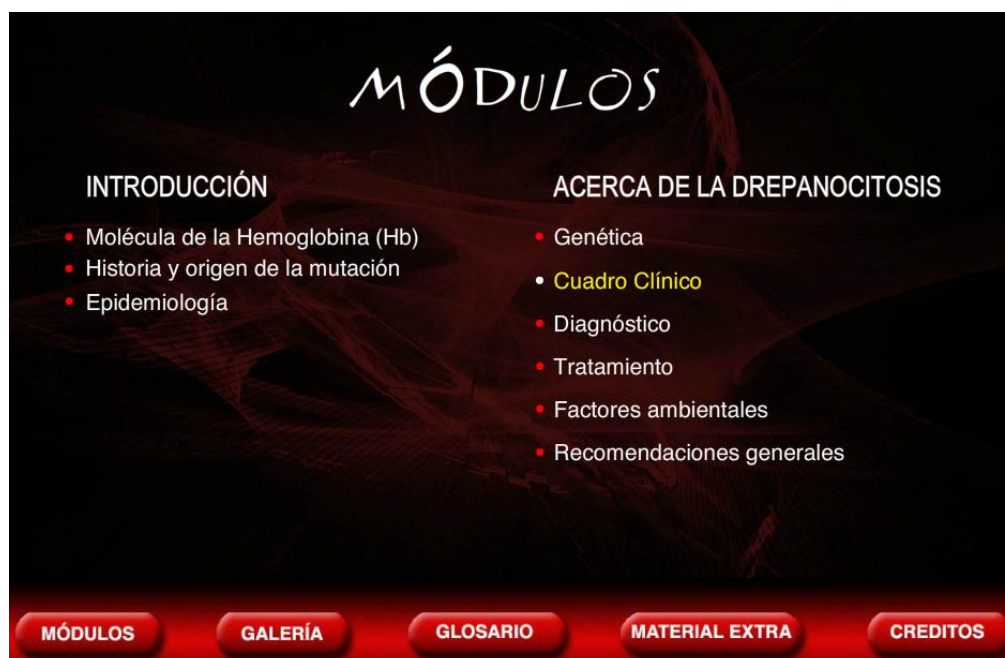 MÓDULOS
INTRODUCCIÓN
Molécula de la Hemoglobina (Hb)
Historia y origen de la mutación
Epidemiología
ACERCA DE LA DREPANOCITOSIS
Genética
Cuadro Clínico
Diagnóstico
Tratamiento
Factores ambientales
Recomendaciones generales
MÓDULOS
GALERÍA
GLOSARIO
MATERIAL EXTRA
CREDITOS